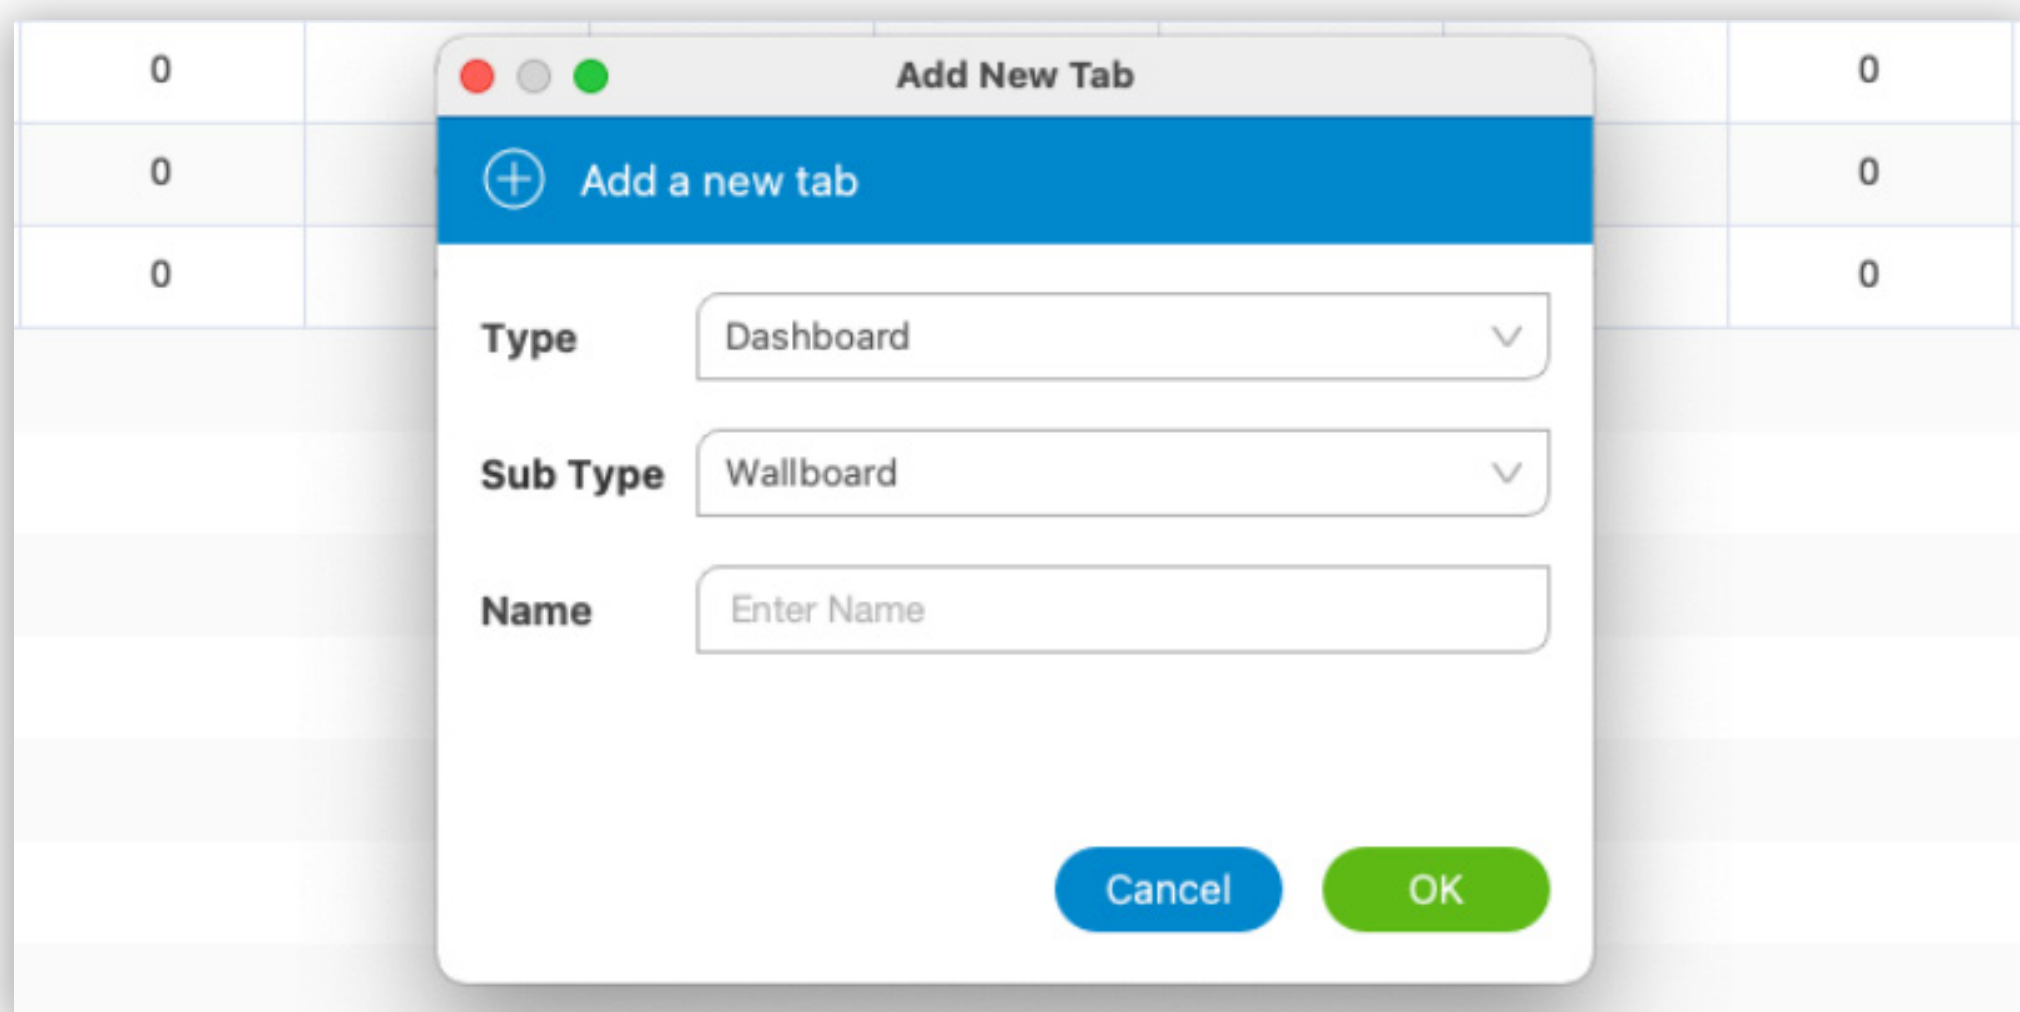 0
0
Add New Tab
0
0
Add a new tab
0
0
Type
Dashboard
Sub Type
Wallboard
Name
Enter Name
Cancel
OK